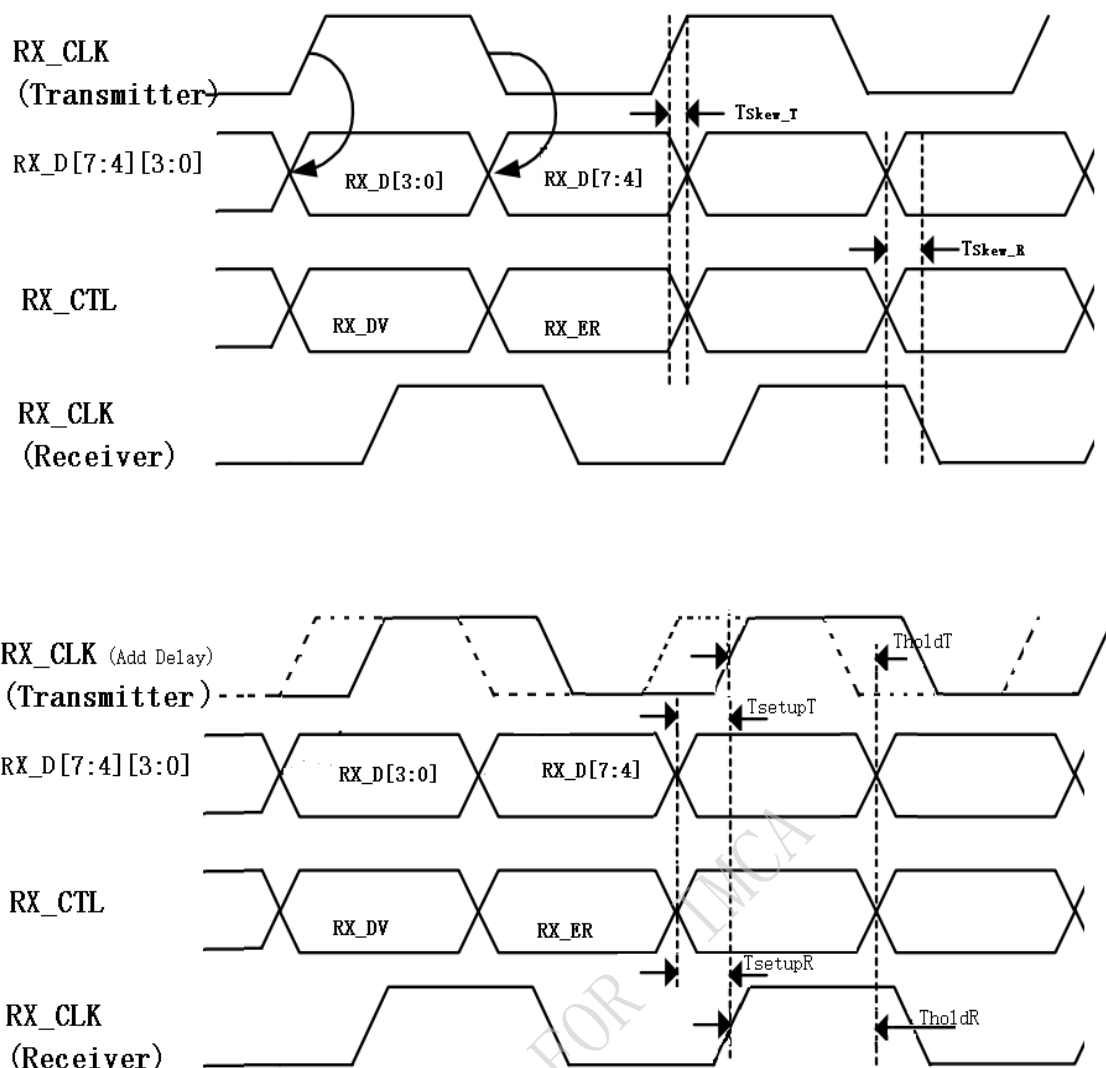 RX_CLK
(Transmitter)
TSkew_T
RX_D[7:4][3:0]
RX_D[3:0]
RX_D[7:4]
TSkew_R
RX_CTL
RX_DV
RX_ER
RX_CLK
(Receiver)
RX_CLK (Add Delay)
(Transmitter)
TholdT
TsetupT
RX_D[7:4][3:0]
RX_D[3:0]
RX_D[7:4]
RX_CTL
RX_DV
RX_ER
TsetupR
RX_CLK
(Receiver)
TholdR
FOR TMCA